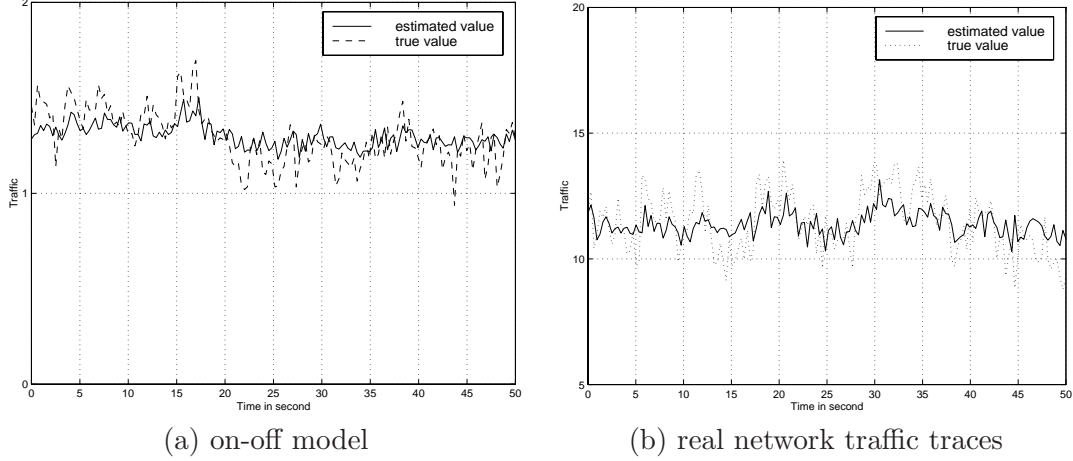 2
1
0
Traffic
estimated value
true value
0 5 10 15 20 25 30 35 40 45 50
Time in second
(a) on-off model
20
15
10
5
Traffic
estimated value
true value
0 5 10 15 20 25 30 35 40 45 50
Time in second
(b) real network traffic traces